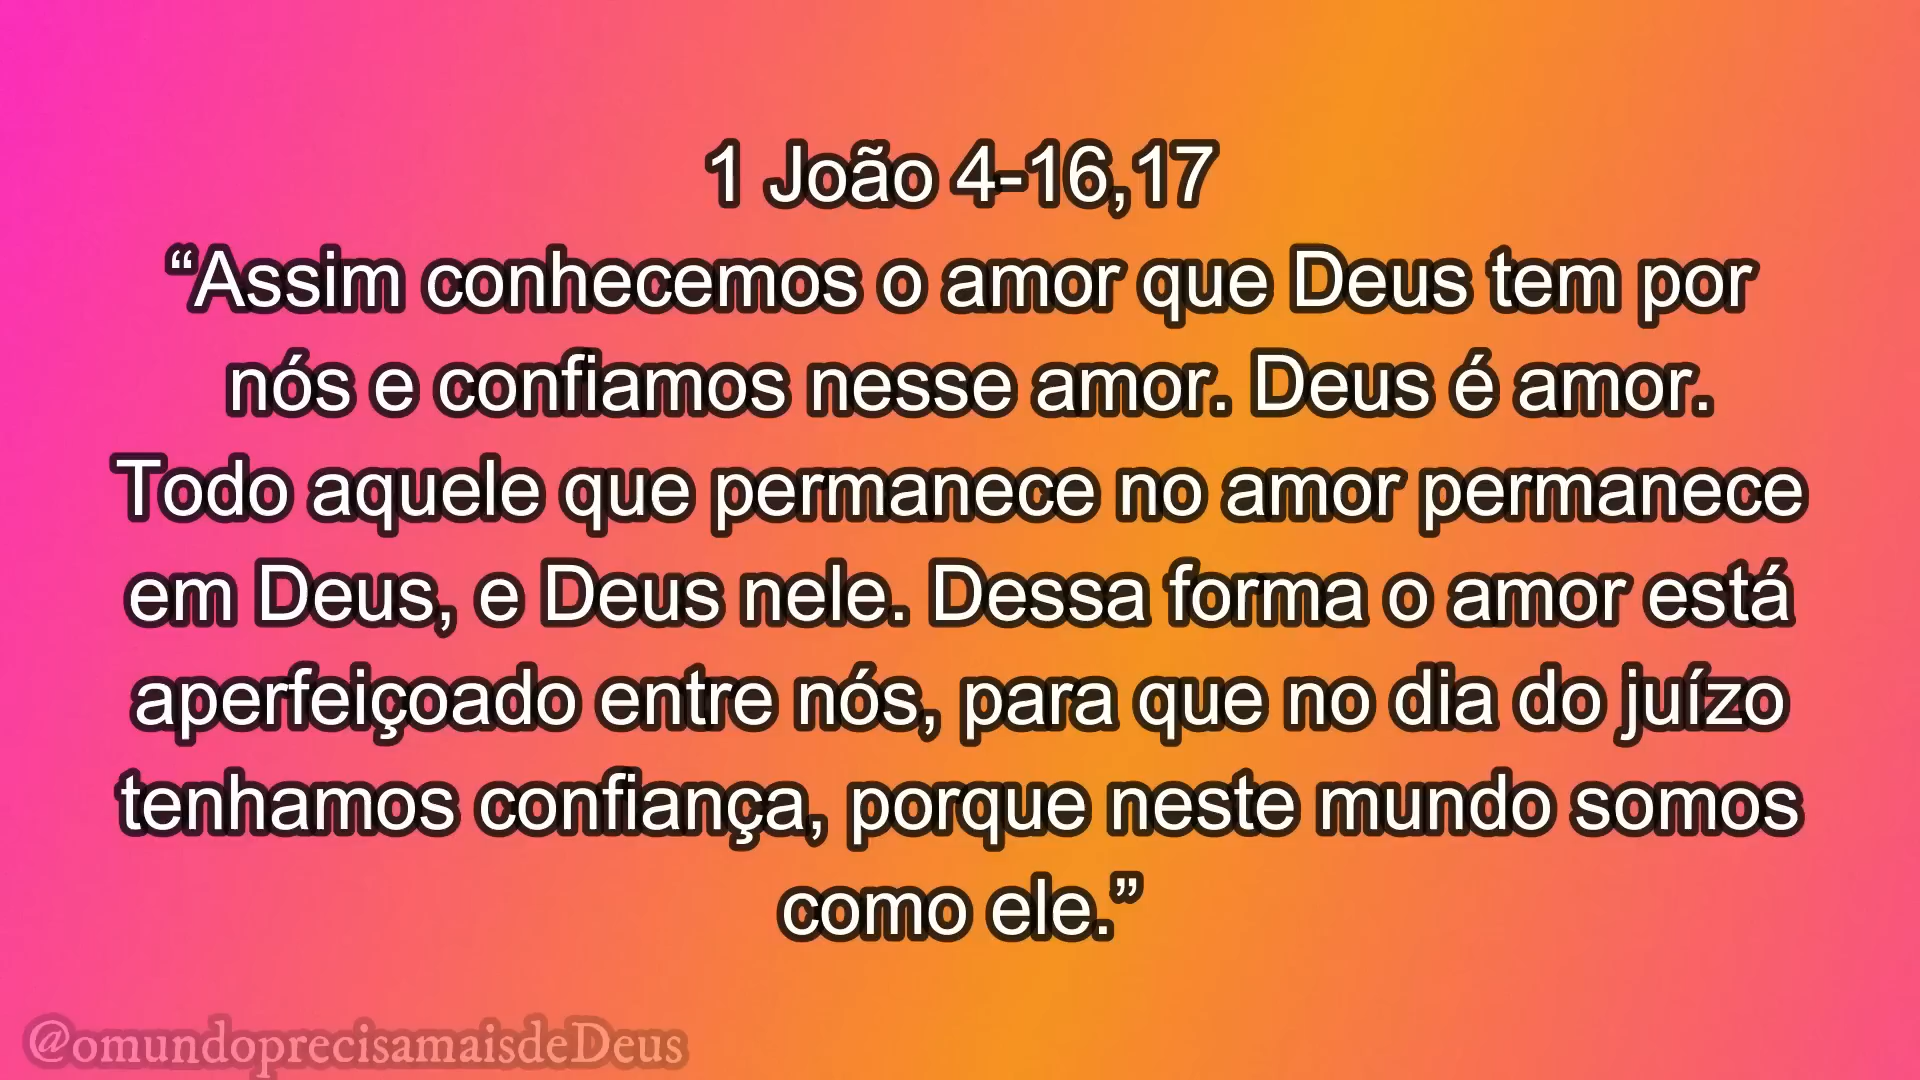 1 João 4-16,17
“Assim conhecemos o amor que Deus tem por
nós e confiamos nesse amor. Deus é amor.
Todo aquele que permanece no amor permanece
em Deus, e Deus nele. Dessa forma o amor está
aperfeiçoado entre nós, para que no dia do juízo
tenhamos confiança, porque neste mundo somos
como ele.”
@omundoprecisamaisdeDeus